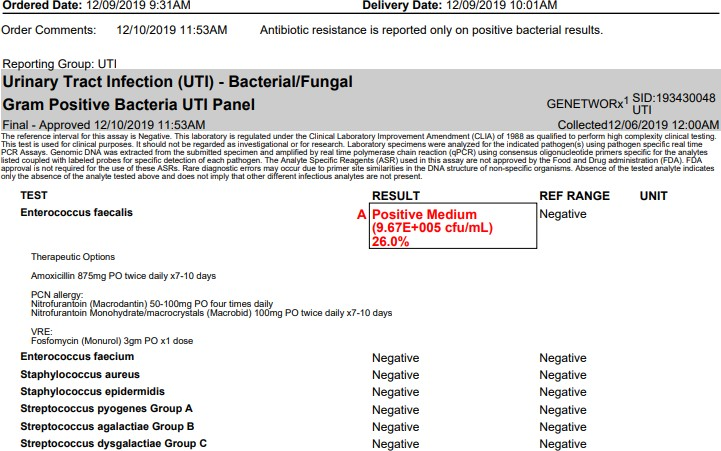 Ordered Date: 12/09/2019 9:31AM Delivery Date: 12/09/2019 10:01AM
Order Comments: 12/10/2019 11:53AM Antibiotic resistance is reported only on positive bacterial results.
Reporting Group: UTI
Urinary Tract Infection (UTI) - Bacterial/Fungal
Gram Positive Bacteria UTI Panel
GENETWORx1 SID:193430048
UTI
Final - Approved 12/10/2019 11:53AM Collected12/06/2019 12:00AM
The reference interval for this assay is Negative. This laboratory is regulated under the Clinical Laboratory Improvement Amendment (CLIA) of 1988 as qualified to perform high complexity clinical testing.
This test is used for clinical purposes. It should not be regarded as investigational or for research. Laboratory specimens were analyzed for the indicated pathogen(s) using pathogen specific real time
PCR Assays. Genomic DNA was extracted from the submitted specimen and amplified by real time polymerase chain reaction (qPCR) using consensus oligonucleotide primers specific for the analytes
listed coupled with labeled probes for specific detection of each pathogen. The Analyte Specific Reagents (ASR) used in this assay are not approved by the Food and Drug administration (FDA). FDA
approval is not required for the use of these ASRs. Rare diagnostic errors may occur due to primer site similarities in the DNA structure of non-specific organisms. Absence of the tested analyte indicates
only the absence of the analyte tested above and does not imply that other different infectious analytes are not present.
TEST RESULT REF RANGE UNIT
Enterococcus faecalis A Positive Medium Negative
(9.67E+005 cfu/mL)
26.0%
Therapeutic Options
Amoxicillin 875mg PO twice daily x7-10 days
PCN allergy:
Nitrofurantoin (Macrodantin) 50-100mg PO four times daily
Nitrofurantoin Monohydrate/macrocrystals (Macrobid) 100mg PO twice daily x7-10 days
VRE:
Fosfomycin (Monurol) 3gm PO x1 dose
Enterococcus faecium Negative Negative
Staphylococcus aureus Negative Negative
Staphylococcus epidermidis Negative Negative
Streptococcus pyogenes Group A Negative Negative
Streptococcus agalactiae Group B Negative Negative
Streptococcus dysgalactiae Group C Negative Negative